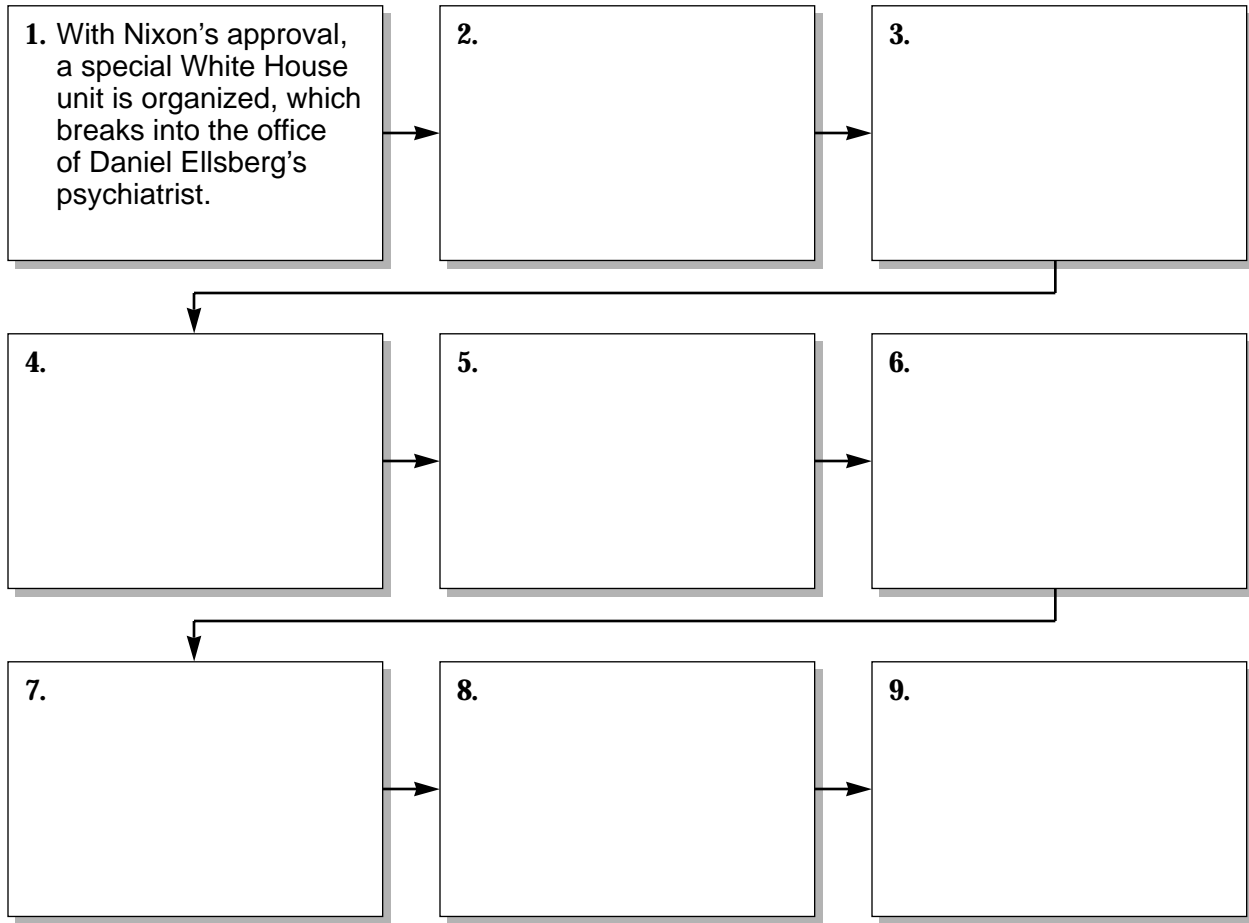 1. With Nixon’s approval,
a special White House
unit is organized, which
breaks into the office
of Daniel Ellsberg’s
psychiatrist.
2.
3.
4.
5.
6.
7.
8.
9.